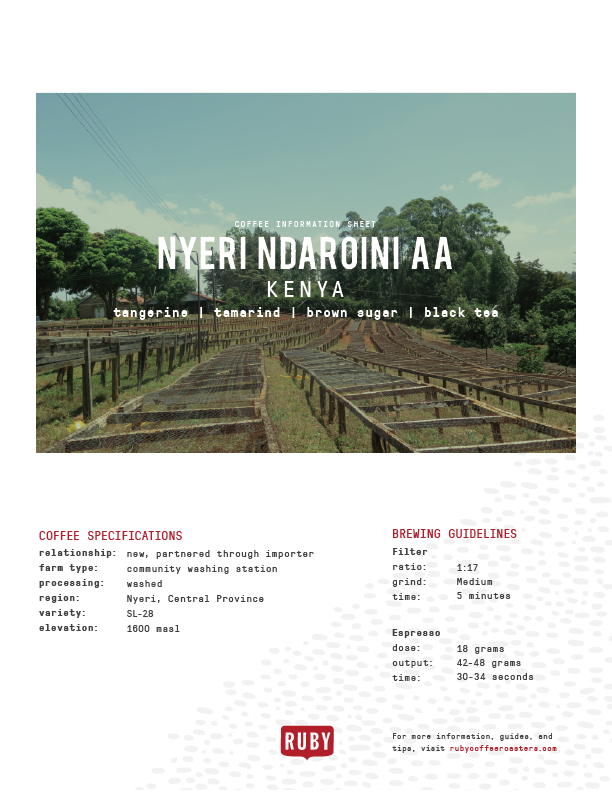 COFFEE INFORMATION SHEET
NYERI NDAROINI AA
KENYA
tangerine | tamarind | brown sugar | black tea
COFFEE SPECIFICATIONS
relationship: new, partnered through importer
farm type: community washing station
processing: washed
region: Nyeri, Central Province
variety: SL-28
elevation: 1600 masl
BREWING GUIDELINES
Filter
ratio: 1:17
grind: Medium
time: 5 minutes
Espresso
dose: 18 grams
output: 42-48 grams
time: 30-34 seconds
RUBY
For more information, guides, and
tips, visit rubycoffeeroasters.com